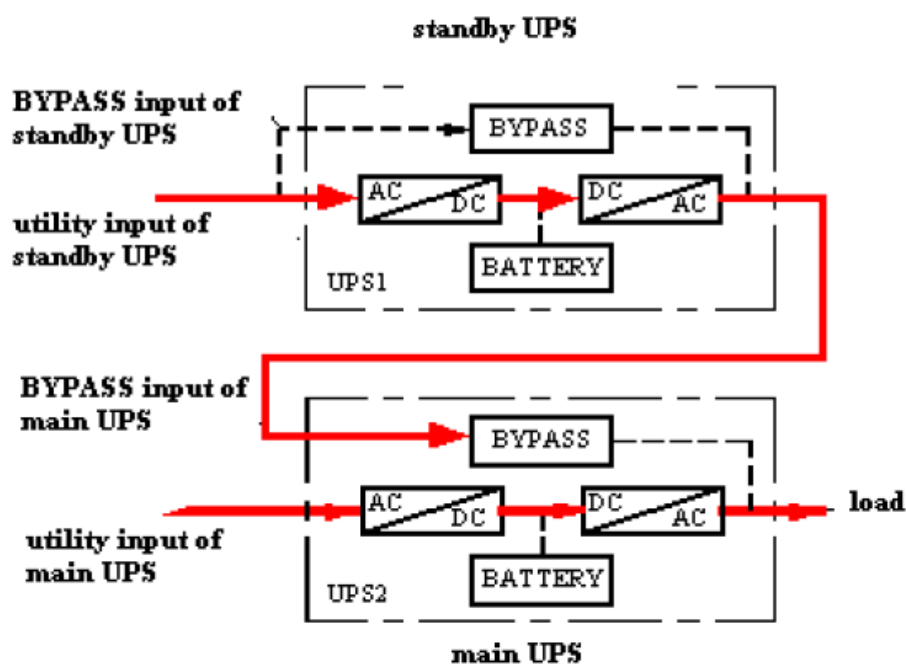 standby UPS
BYPASS input of
standby UPS
BYPASS
AC
DC
DC
AC
utility input of
standby UPS
BATTERY
UPS1
BYPASS input of
main UPS
BYPASS
AC
DC
DC
AC
load
utility input of
main UPS
BATTERY
UPS2
main UPS